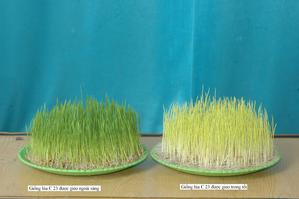 Giống lúa C 23 được gieo ngoài sáng
Giống lúa C 23 được gieo trong tối